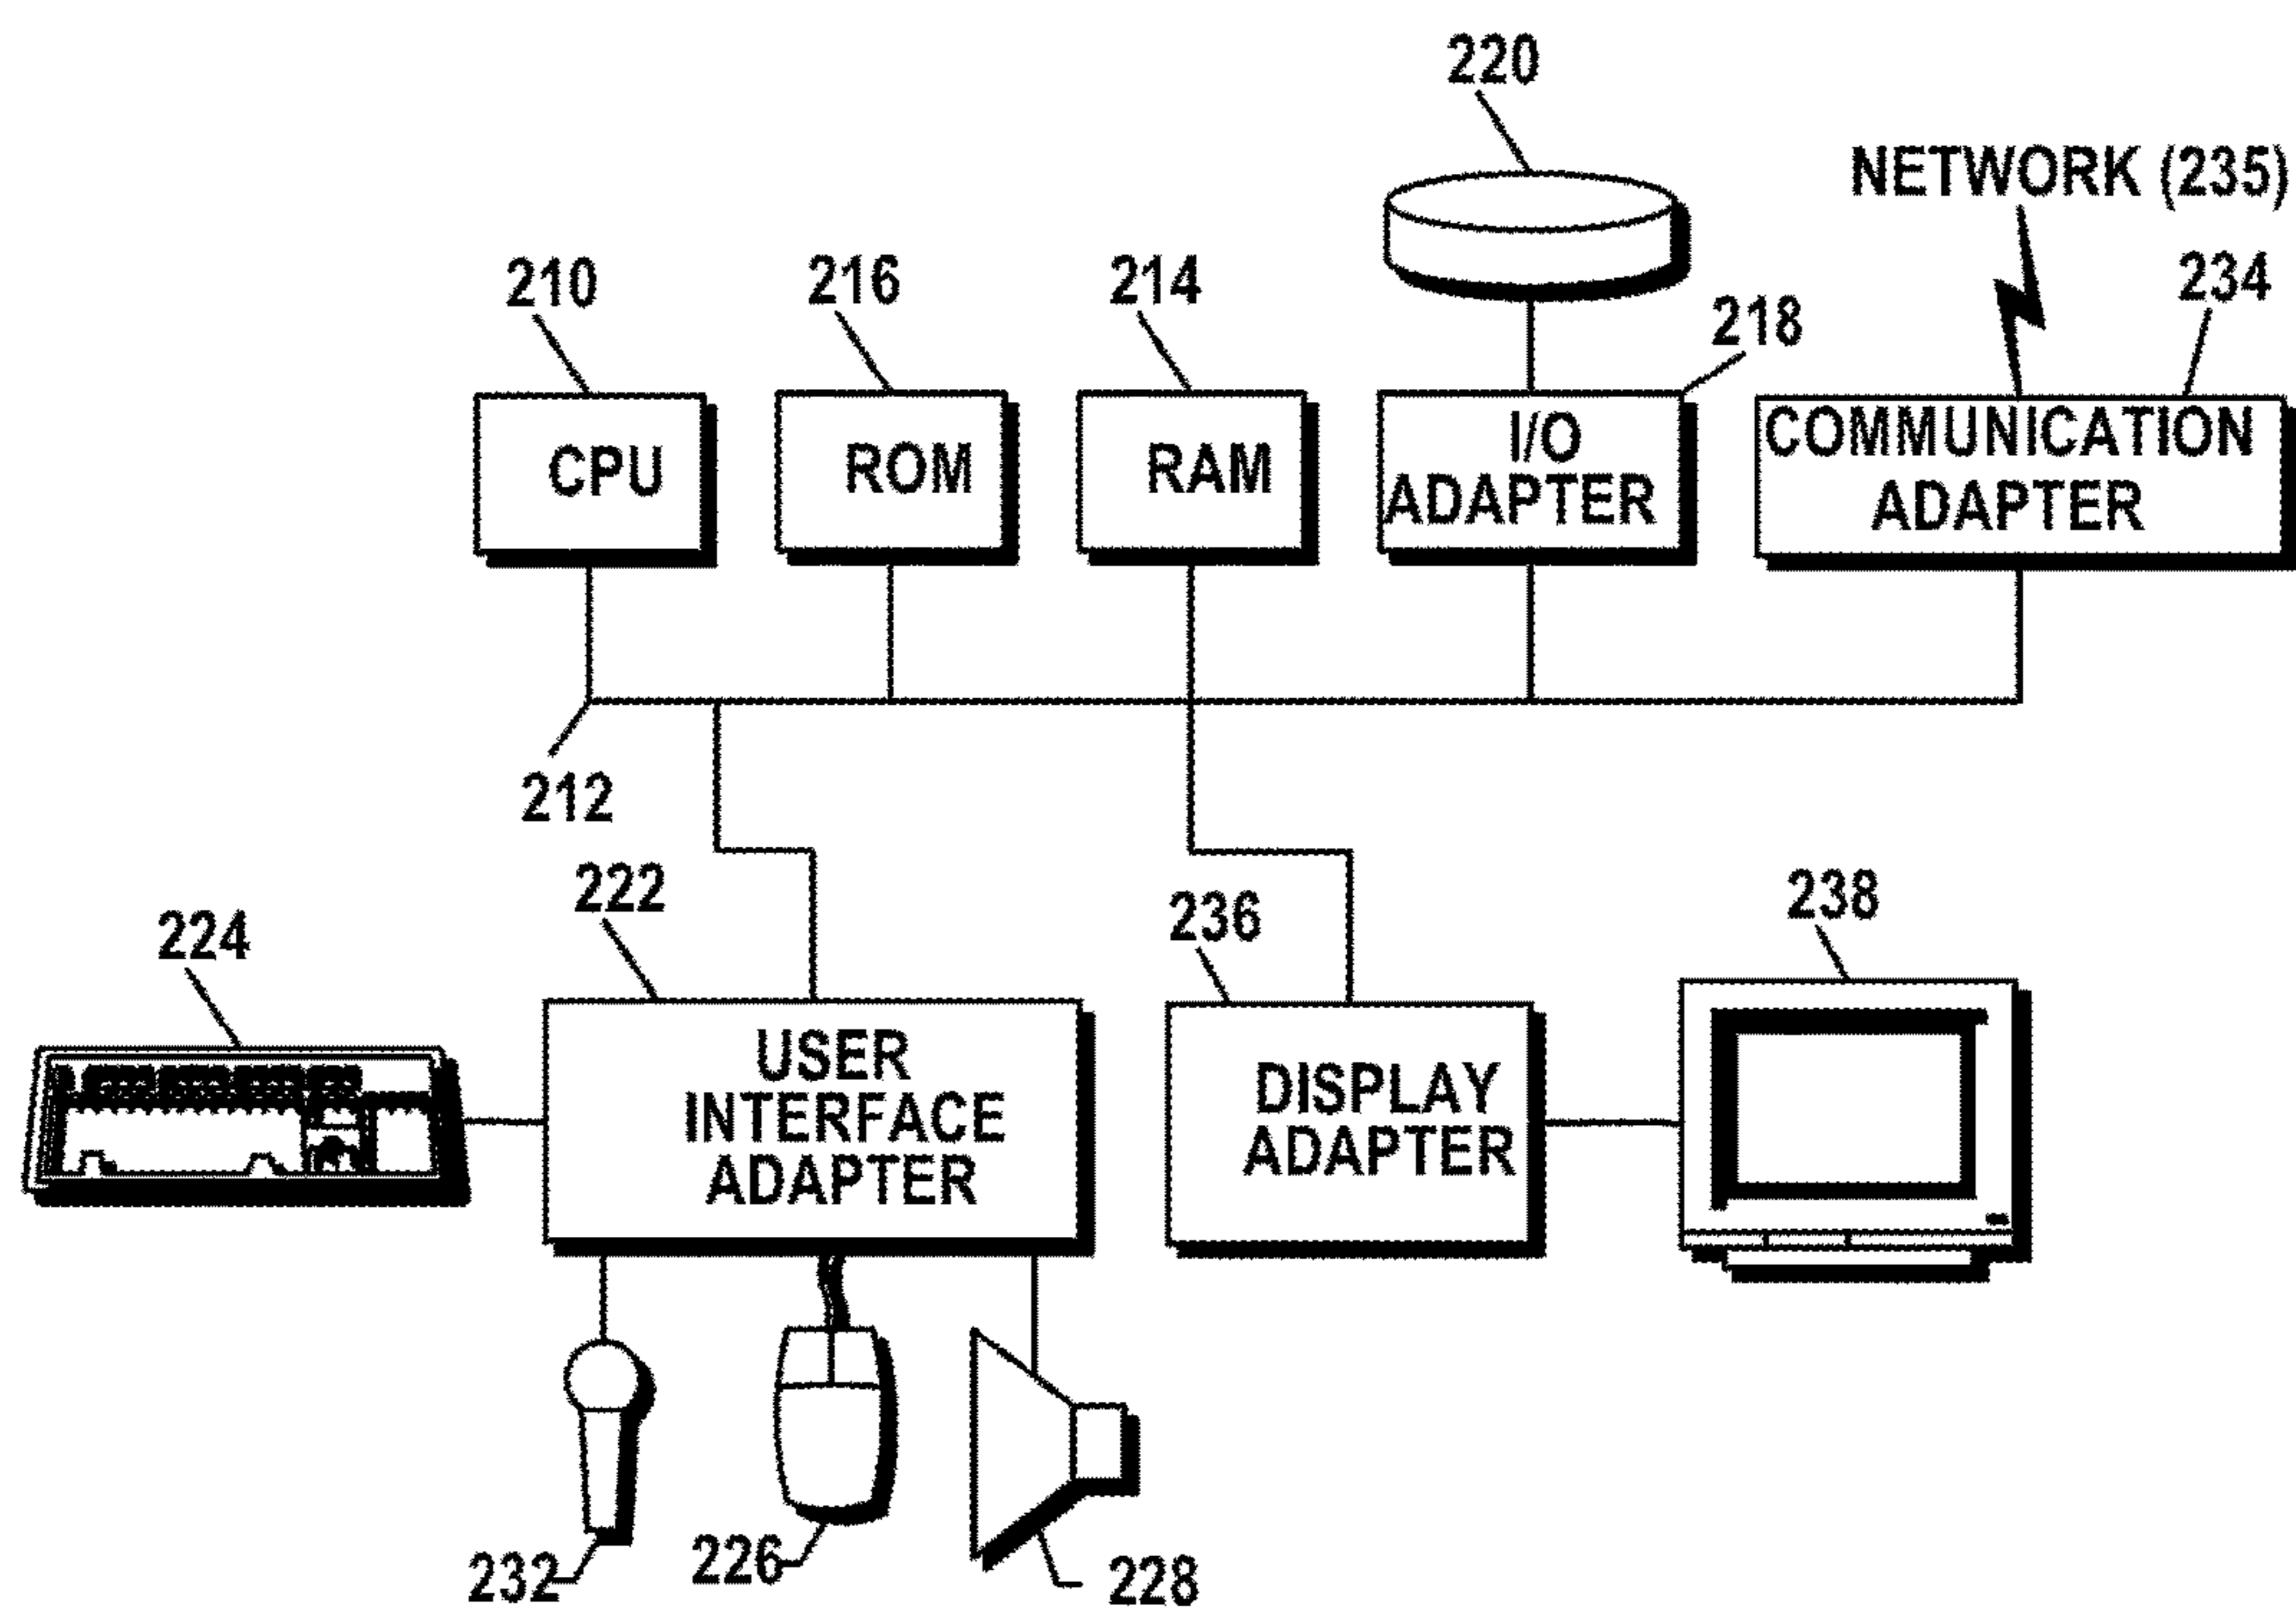 220
NETWORK (235)
210
216
214
218
234
CPU
ROM
RAM
I/O
ADAPTER
COMMUNICATION
ADAPTER
212
222
224
236
238
USER
INTERFACE
ADAPTER
DISPLAY
ADAPTER
232
226
228